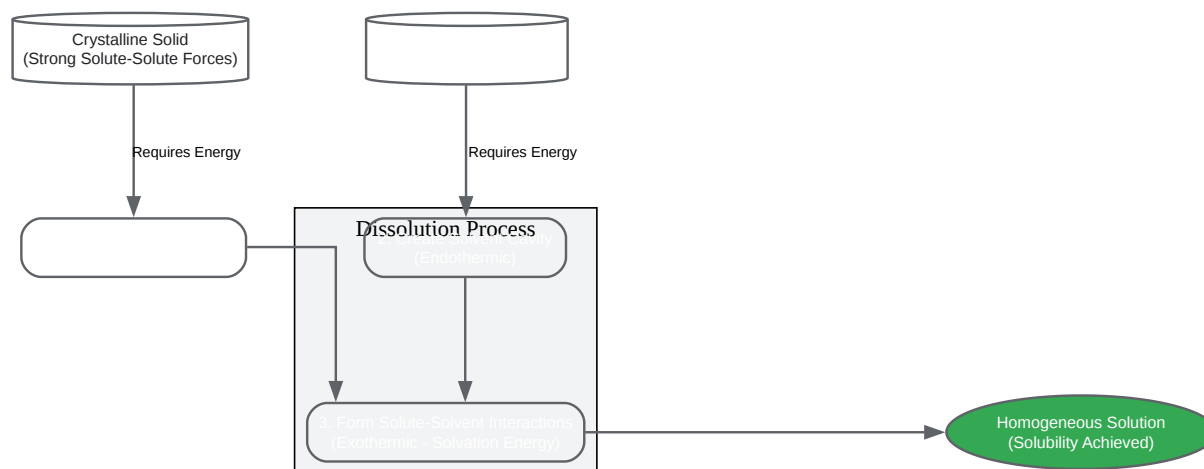 Crystalline Solid
(Strong Solute-Solute Forces)
Requires Energy
Requires Energy
Dissolution Process
2. Create Solvent Cavity
(Endothermic)
3. Form Solute-Solvent Interactions
(Exothermic - Solvation Energy)
Homogeneous Solution
(Solubility Achieved)